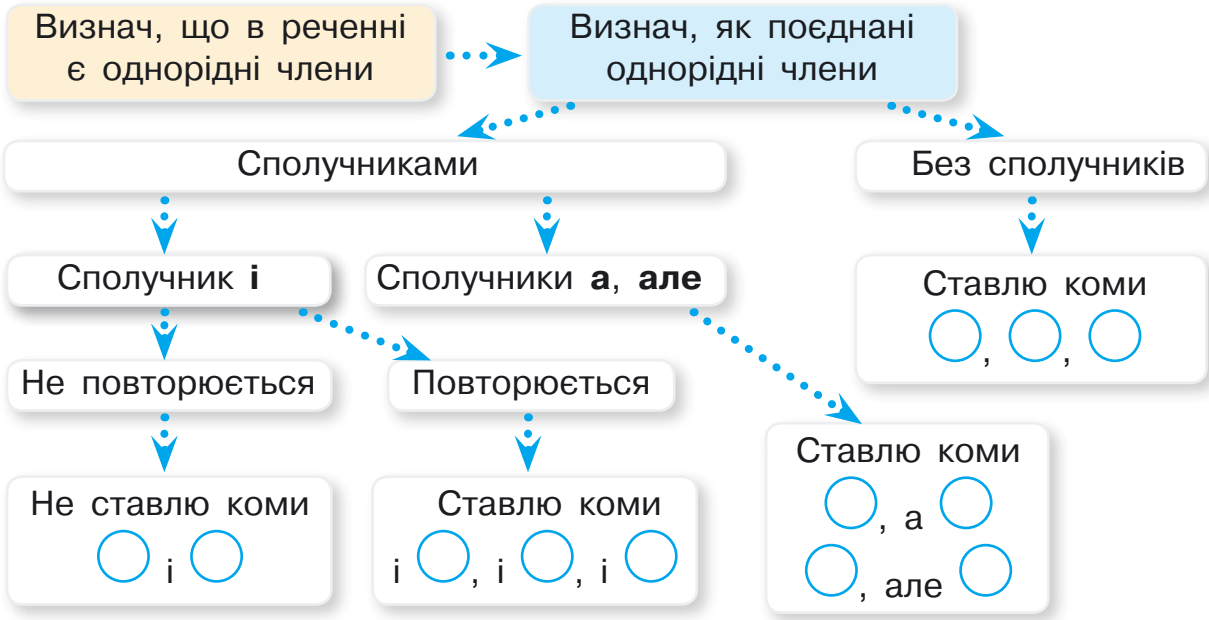 Визнач, що в реченні
є однорідні члени
Визнач, як поєднані
однорідні члени
Сполучниками
Без сполучників
Сполучник і
Сполучники а, але
Ставлю коми
, ,
Не повторюється
Повторюється
Ставлю коми
, а
, але
Не ставлю коми
і
Ставлю коми
і , і , і